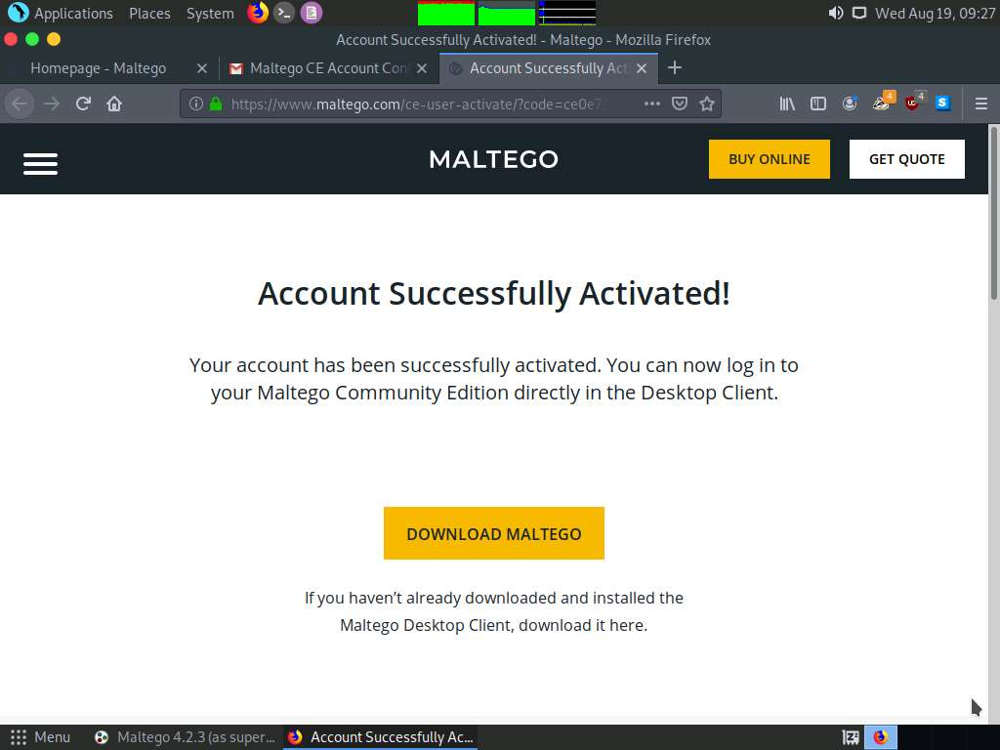 Applications Places System Wed Aug 19, 09:27
Account Successfully Activated! - Maltego - Mozilla Firefox
Homepage - Maltego Maltego CE Account Con Account Successfully Act
https://www.maltego.com/ce-user-activate/?code=ce0e7 4 4 S
MALTEGO BUY ONLINE GET QUOTE
Account Successfully Activated!
Your account has been successfully activated. You can now log in to
your Maltego Community Edition directly in the Desktop Client.
DOWNLOAD MALTEGO
If you haven’t already downloaded and installed the
Maltego Desktop Client, download it here.
Menu Maltego 4.2.3 (as super... Account Successfully Ac...